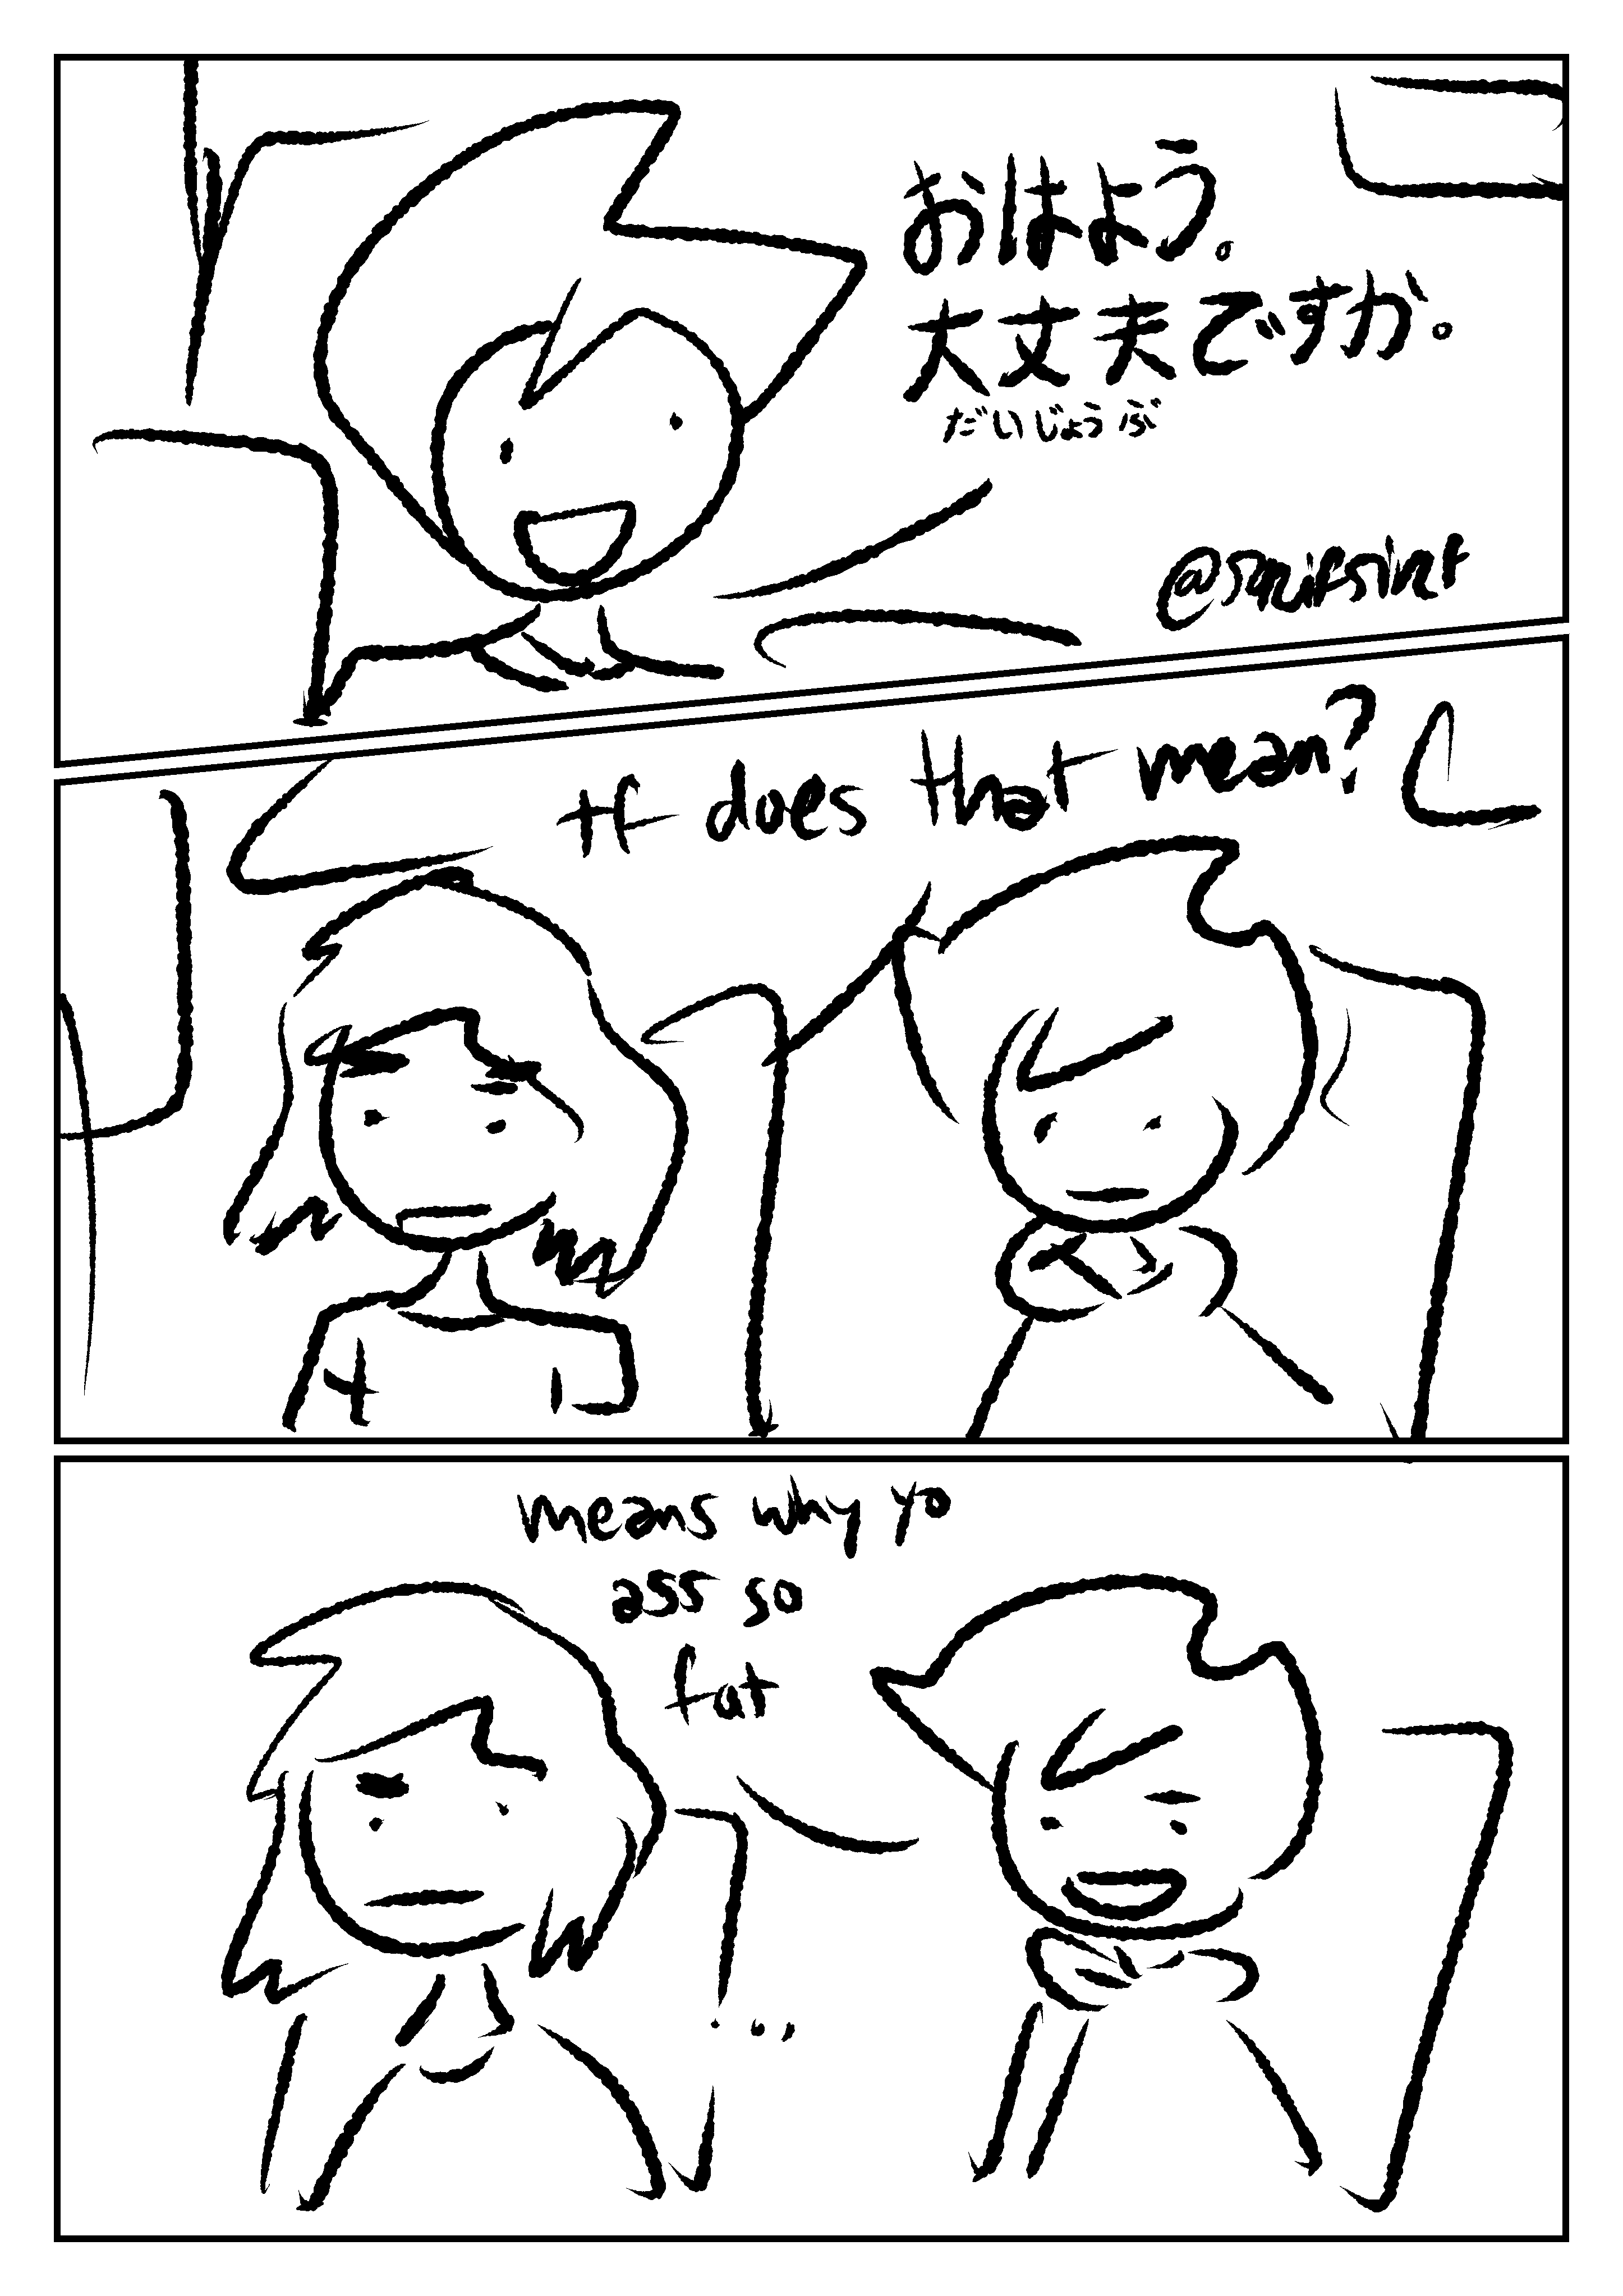 おはよう。
大丈夫ですか。
だいじょうぶ
tf does that mean?
means why yo
ass so
fat
...